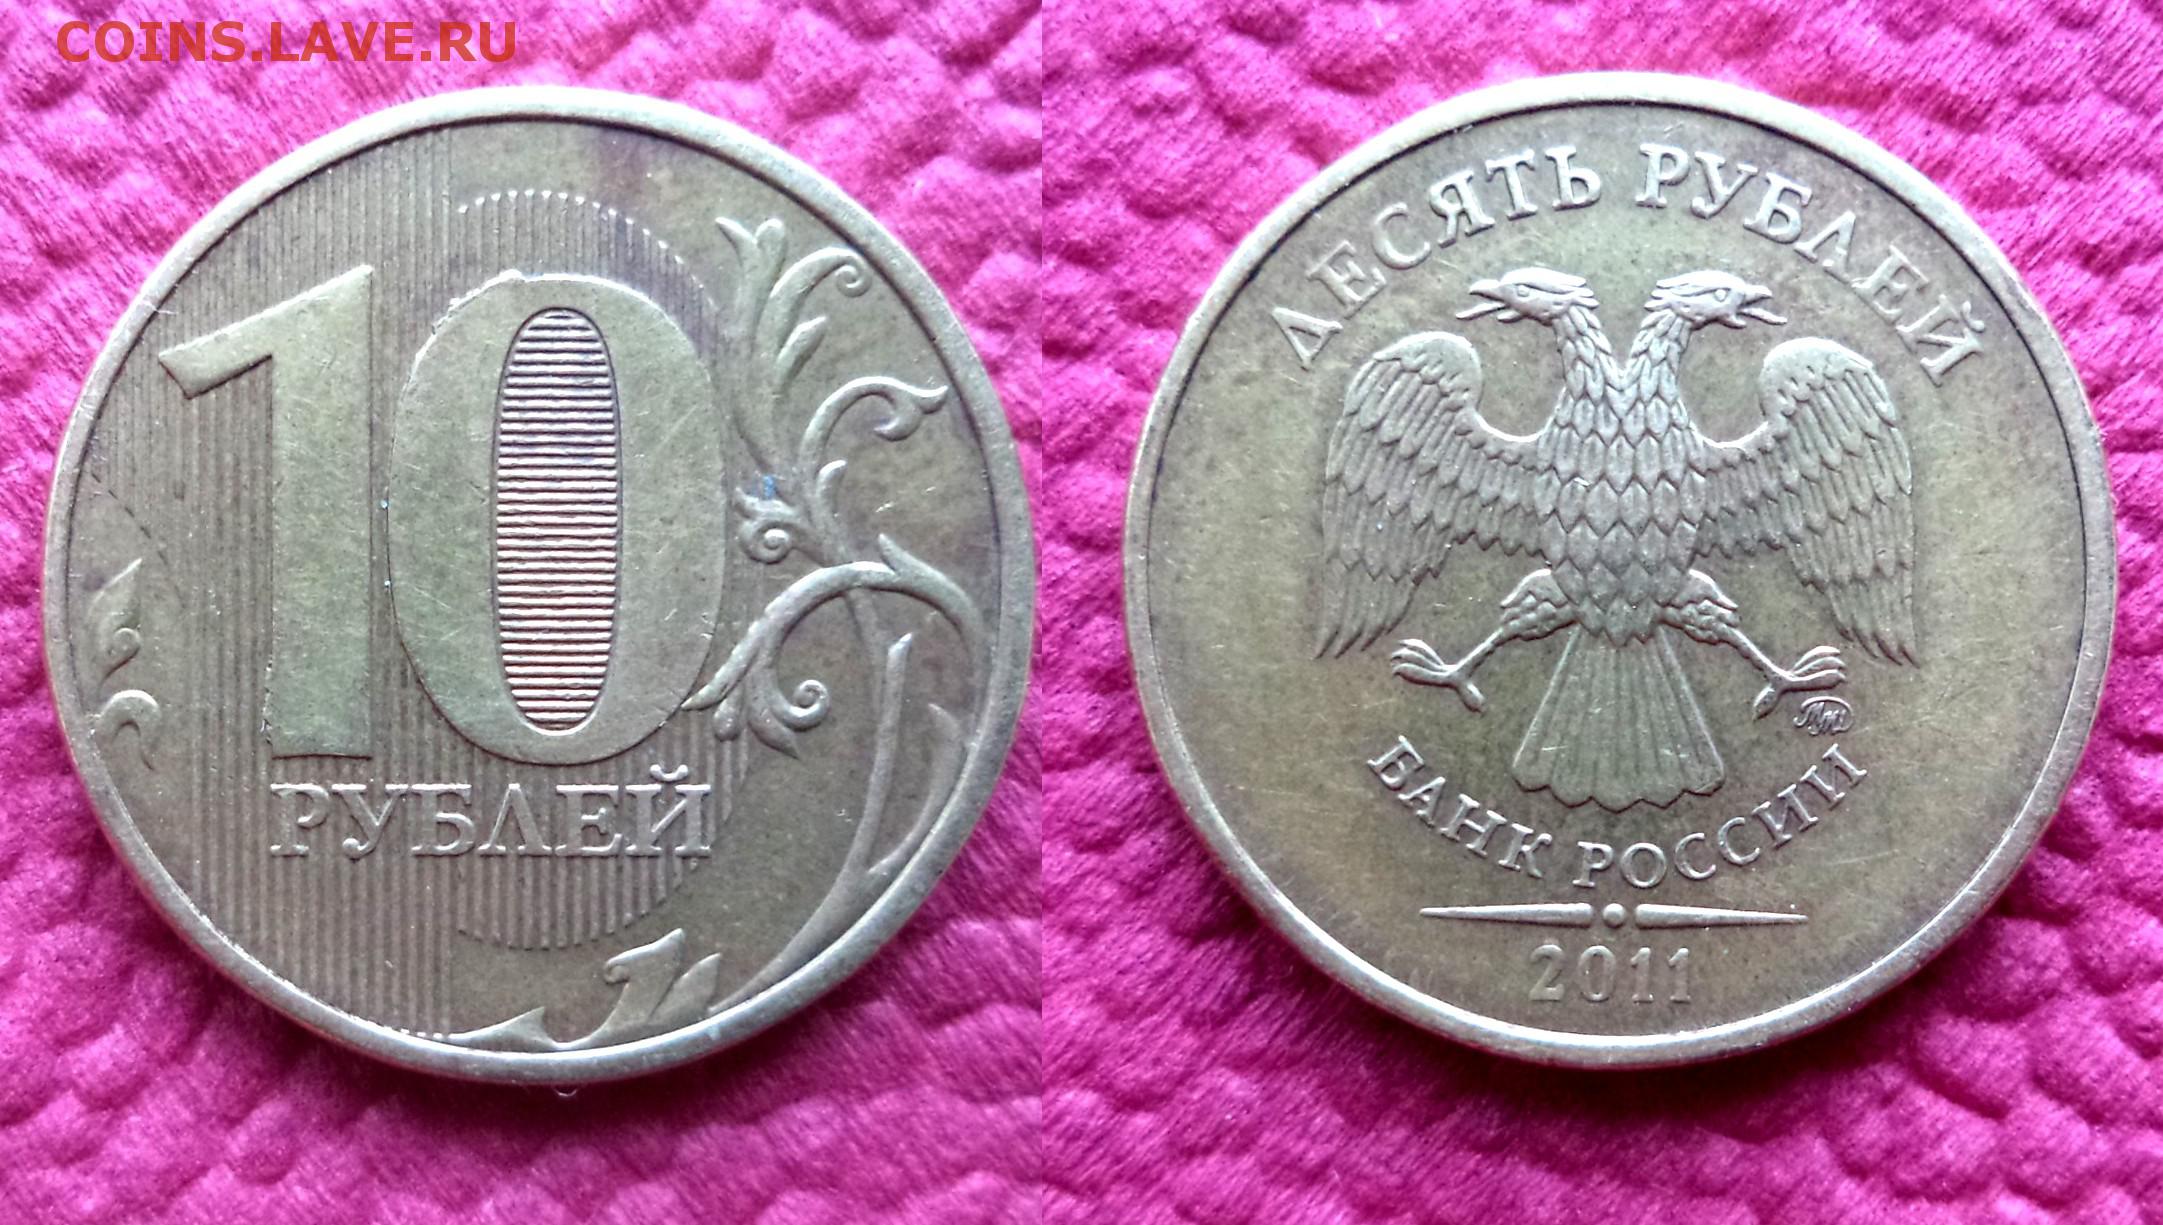 COINS.LAVE.RU
10
РУБЛЕЙ
ДЕСЯТЬ РУБЛЕЙ
ММД
БАНК РОССИИ
2011